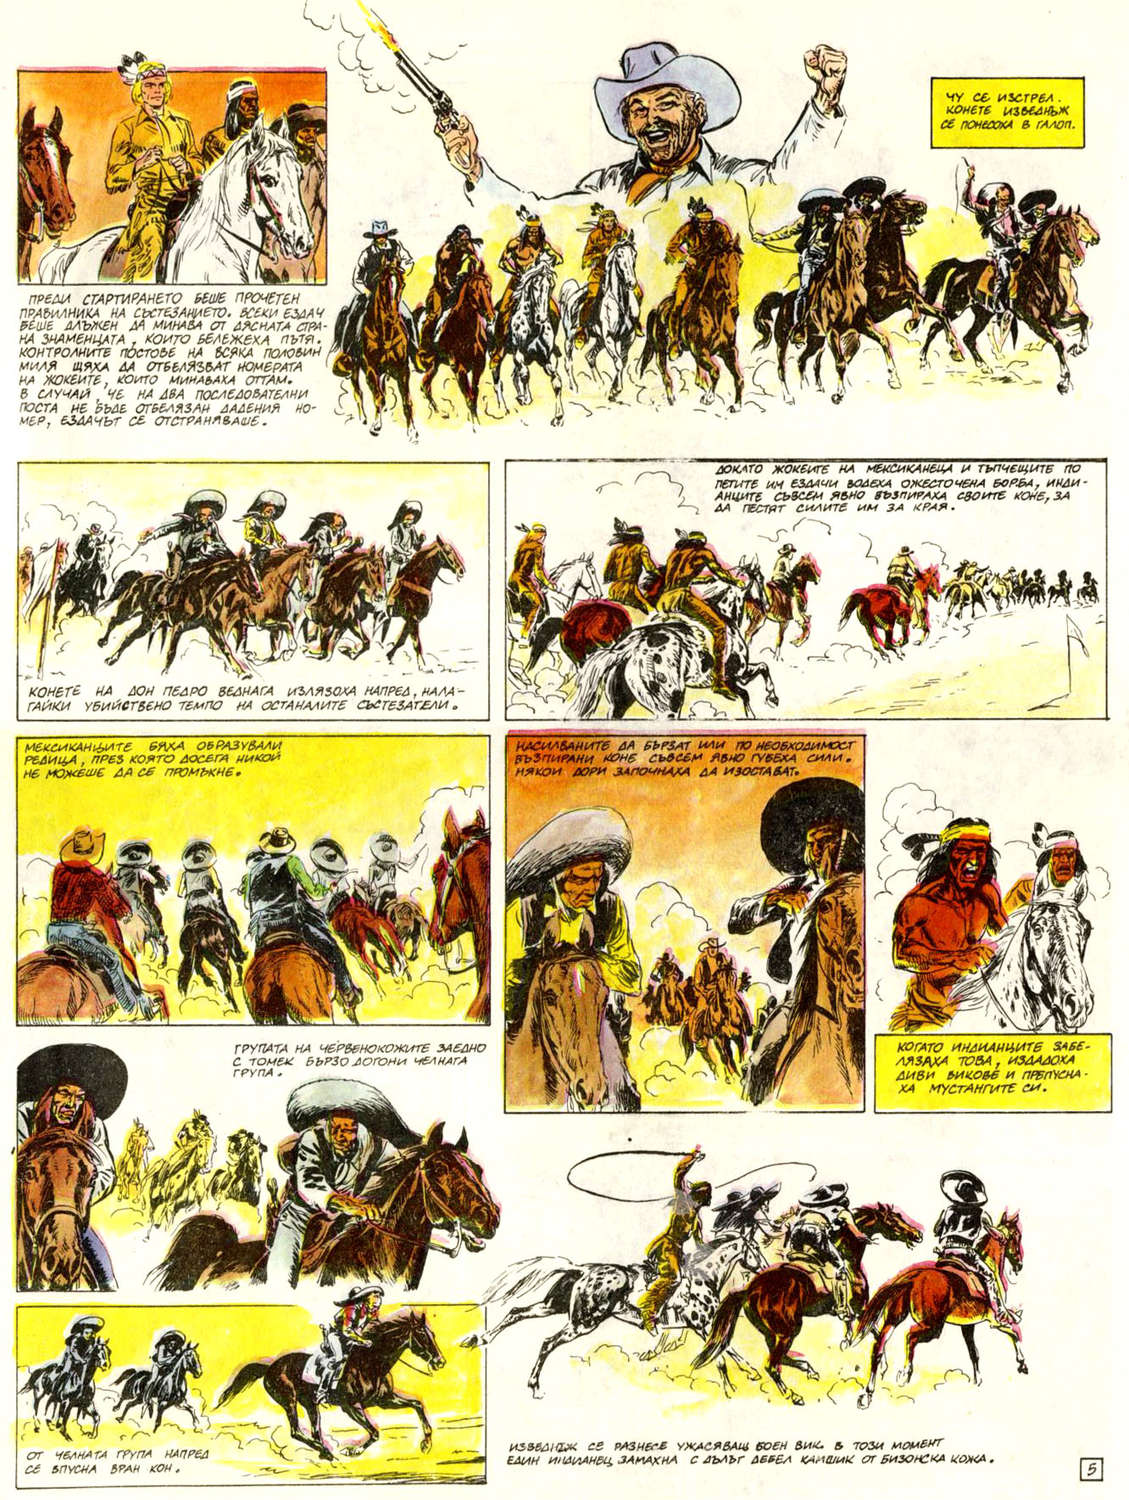 ПРЕДИ СТАРТИРАНЕТО БЕШЕ ПРОЧЕТЕН
ПРАВИЛНИКА НА СЪСТЕЗАНИЕТО. ВСЕКИ ЕЗДАЧ
БЕШЕ ДЛЪЖЕН ДА МИНАВА ОТ ДЯСНАТА СТРА-
НА ЗНАМЕНЦАТА, КОИТО БЕЛЕЖЕХА ПЪТЯ.
КОНТРОЛНИТЕ ПОСТОВЕ НА ВСЯКА ПОЛОВИН
МИЛЯ ЩЯХА ДА ОТБЕЛЯЗВАТ НОМЕРАТА
НА ЖОКЕИТЕ, КОИТО МИНАВАХА ОТТАМ.
В СЛУЧАЙ, ЧЕ НА ДВА ПОСЛЕДОВАТЕЛНИ
ПОСТА НЕ БЪДЕ ОТБЕЛЯЗАН ДАДЕНИЯ НО-
МЕР, ЕЗДАЧЪТ СЕ ОТСТРАНЯВАШЕ.
ЧУ СЕ ИЗСТРЕЛ.
КОНЕТЕ ИЗВЕДНЪЖ
СЕ ПОНЕСОХА В ГАЛОП.
КОНЕТЕ НА ДОН ПЕДРО ВЕДНАГА ИЗЛЯЗОХА НАПРЕД, НАЛА-
ГАЙКИ УБИЙСТВЕНО ТЕМПО НА ОСТАНАЛИТЕ СЪСТЕЗАТЕЛИ.
ДОКАТО ЖОКЕИТЕ НА МЕКСИКАНЕЦА И ТЪПЧЕЩИТЕ ПО
ПЕТИТЕ ИМ ЕЗДАЧИ ВОДЕХА ОЖЕСТОЧЕНА БОРБА, ИНДИ-
АНЦИТЕ СЪВСЕМ ЯВНО ВЪЗПИРАХА СВОИТЕ КОНЕ, ЗА
ДА ПЕСТЯТ СИЛИТЕ ИМ ЗА КРАЯ.
МЕКСИКАНЦИТЕ БЯХА ОБРАЗУВАЛИ
РЕДИЦА, ПРЕЗ КОЯТО ДОСЕГА НИКОЙ
НЕ МОЖЕШЕ ДА СЕ ПРОМЪКНЕ.
НАСИЛВАНИТЕ ДА БЪРЗАТ ИЛИ ПО НЕОБХОДИМОСТ
ВЪЗПИРАНИ КОНЕ СЪВСЕМ ЯВНО ГУБЕХА СИЛИ.
НЯКОИ ДОРИ ЗАПОЧНАХА ДА ИЗОСТАВАТ.
КОГАТО ИНДИАНЦИТЕ ЗАБЕ-
ЛЯЗАХА ТОВА, ИЗДАДОХА
ДИВИ ВИКОВЕ И ПРЕПУСНА-
ХА МУСТАНГИТЕ СИ.
ГРУПАТА НА ЧЕРВЕНОКОЖИТЕ ЗАЕДНО
С ТОМЕК БЪРЗО ДОГОНИ ЧЕЛНАТА
ГРУПА.
ОТ ЧЕЛНАТА ГРУПА НАПРЕД
СЕ ВПУСНА ВРАН КОН.
ИЗВЕДНЪЖ СЕ РАЗНЕСЕ УЖАСЯВАЩ БОЕН ВИК. В ТОЗИ МОМЕНТ
ЕДИН ИНДИАНЕЦ ЗАМАХНА С ДЪЛЪГ ДЕБЕЛ КАИШИК ОТ БИЗОНСКА КОЖА.
5